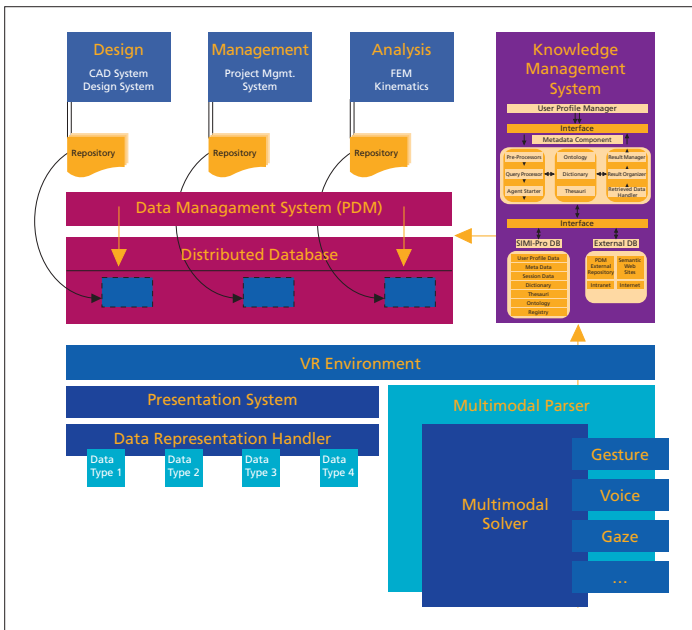 Design
CAD System
Design System
Management
Project Mgmt.
System
Analysis
FEM
Kinematics
Repository
Repository
Repository
Data Managament System (PDM)
Distributed Database
Knowledge
Management
System
User Profile Manager
Interface
Metadata Component
Pre-Processors
Query Processor
Agent Starter
Ontology
Dictionary
Thesauri
Result Manager
Result Organizer
Retrieved Data
Handler
Interface
SIMI-Pro DB
User Profile Data
Meta Data
Session Data
Dictionary
Thesauri
Ontology
Registry
External DB
PDM
External
Repository
Semantic
Web
Sites
Intranet
Internet
VR Environment
Presentation System
Data Representation Handler
Data
Type 1
Data
Type 2
Data
Type 3
Data
Type 4
Multimodal Parser
Multimodal
Solver
Gesture
Voice
Gaze
...